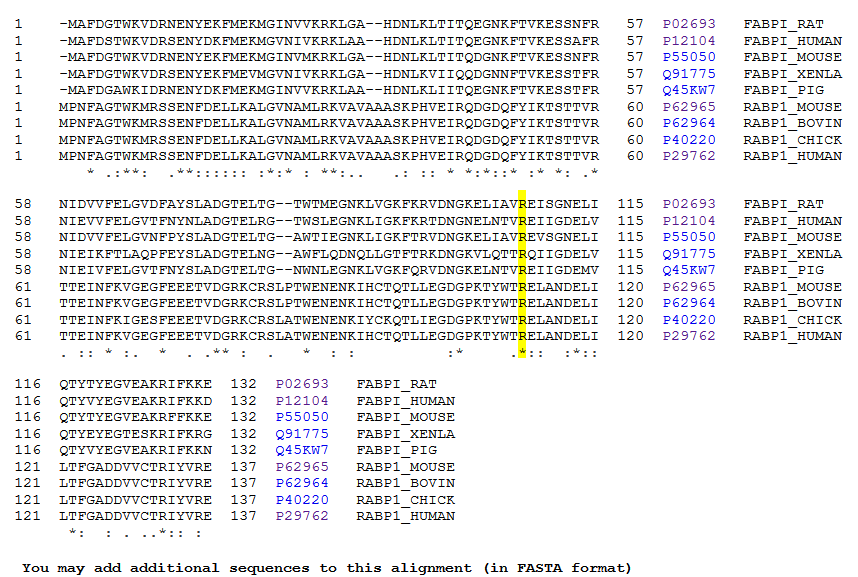 1 -MAFDGTWKVDRNENYEKFMEKMGINVVKRKLGA--HDNLKLTITQEGNKFTVKESSNFR 57 P02693 FABPI_RAT
1 -MAFDSTWKVDRSENYDKFMEKMGVNIVKRKLAA--HDNLKLTITQEGNKFTVKESSAFR 57 P12104 FABPI_HUMAN
1 -MAFDGTWKVDRNENYEKFMEKMGINVMKRKLGA--HDNLKLTITQEGNKFTVKESSNFR 57 P55050 FABPI_MOUSE
1 -MAFDGTWKVDRSENYEKFMEVMGVNIVKRKLGA--HDNLKVIIQQDGNNFTVKESSTFR 57 Q91775 FABPI_XENLA
1 -MAFDGAWKIDRNENYDKFMEKMGINVVKRKLAA--HDNLKLIITQEGNKFTVKESSTFR 57 Q45KW7 FABPI_PIG
1 MPNFAGTWKMRSSENFDELLKALGVNAMLRKVAVAAASKPHVEIRQDGDQFYIKTSTTVR 60 P62965 RABP1_MOUSE
1 MPNFAGTWKMRSSENFDELLKALGVNAMLRKVAVAAASKPHVEIRQDGDQFYIKTSTTVR 60 P62964 RABP1_BOVIN
1 MPNFAGTWKMRSSENFDELLKALGVNAMLRKVAVAAASKPHVEIRQDGDQFYIKTSTTVR 60 P40220 RABP1_CHICK
1 MPNFAGTWKMRSSENFDELLKALGVNAMLRKVAVAAASKPHVEIRQDGDQFYIKTSTTVR 60 P29762 RABP1_HUMAN
58 NIDVVFELGVDFAYSLADGTELTG--TWTMEGNKLVGKFKRVDNGKELIAVREISGNELI 115 P02693 FABPI_RAT
58 NIEVVFELGVTFNYNLADGTELRG--TWSLEGNKLIGKFKRTDNGNELNTVREIIGDELV 115 P12104 FABPI_HUMAN
58 NIDVVFELGVNFPYSLADGTELTG--AWTIEGNKLIGKFTRVDNGKELIAVREVSGNELI 115 P55050 FABPI_MOUSE
58 NIEIKFTLAQPFEYSLADGTELNG--AWFLQDNQLLGTFTRKDNGKVLQTTRQIIGDELV 115 Q91775 FABPI_XENLA
58 NIEIVFELGVTFNYSLADGTELTG--NWNLEGNKLVGKFQRVDNGKELNTVREIIGDEMV 115 Q45KW7 FABPI_PIG
61 TTEINFKVGEGFEEETVDGRKCRSLPTWENENKIHCTQTLLEGDGPKTYWTRELANDELI 120 P62965 RABP1_MOUSE
61 TTEINFKVGEGFEEETVDGRKCRSLPTWENENKIHCTQTLLEGDGPKTYWTRELANDELI 120 P62964 RABP1_BOVIN
61 TTEINFKIGESFEEETVDGRKCRSLATWENENKIYCKQTLIEGDGPKTYWTRELANDELI 120 P40220 RABP1_CHICK
61 TTEINFKVGEGFEEETVDGRKCRSLATWENENKIHCTQTLLEGDGPKTYWTRELANDELI 120 P29762 RABP1_HUMAN
116 QTYTYEGVEAKRIFKKE 132 P02693 FABPI_RAT
116 QTYVYEGVEAKRIFKKD 132 P12104 FABPI_HUMAN
116 QTYTYEGVEAKRFFKKE 132 P55050 FABPI_MOUSE
116 QTYEYEGTESKRIFKRG 132 Q91775 FABPI_XENLA
116 QTYVYEGVEAKRIFKKN 132 Q45KW7 FABPI_PIG
121 LTFGADDVVCTRIYVRE 137 P62965 RABP1_MOUSE
121 LTFGADDVVCTRIYVRE 137 P62964 RABP1_BOVIN
121 LTFGADDVVCTRIYVRE 137 P40220 RABP1_CHICK
121 LTFGADDVVCTRIYVRE 137 P29762 RABP1_HUMAN
You may add additional sequences to this alignment (in FASTA format)